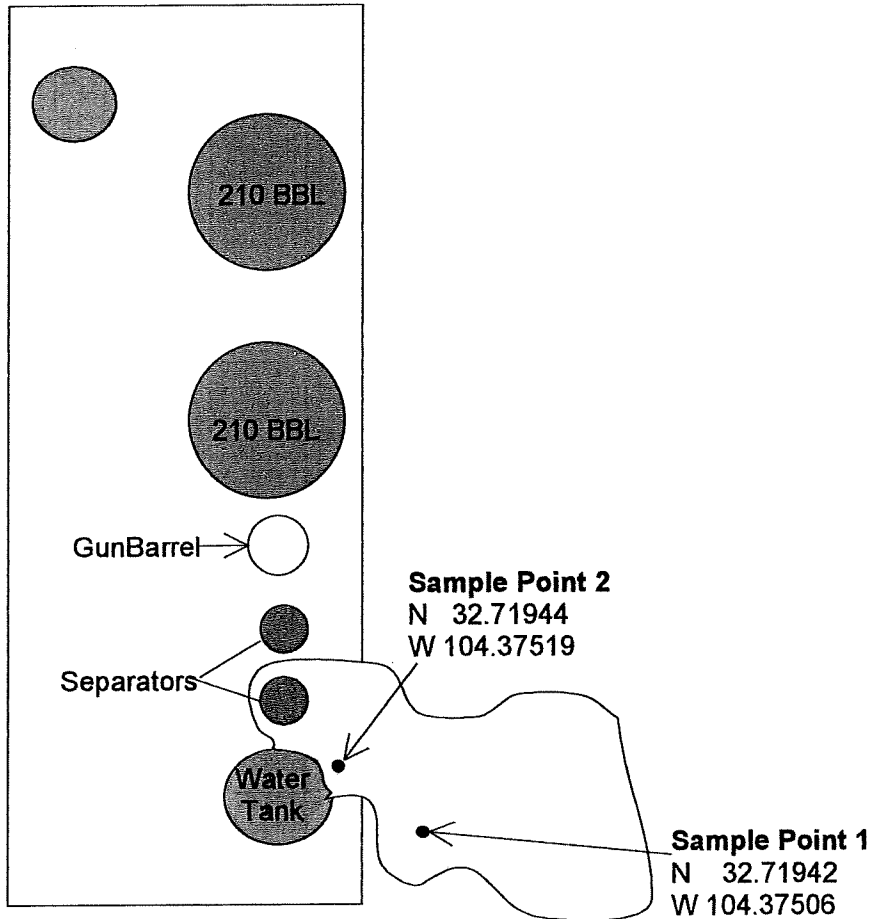 210 BBL
210 BBL
GunBarrel
Sample Point 2
N 32.71944
W 104.37519
Separators
Water
Tank
Sample Point 1
N 32.71942
W 104.37506